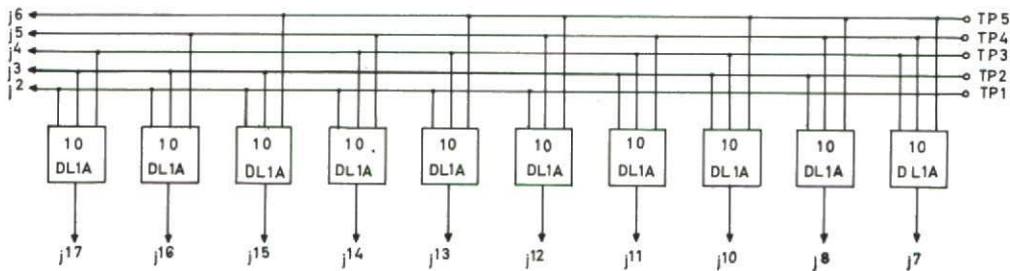 j6 TP5
j5 TP4
j4 TP3
j3 TP2
j2 TP1
10 10 10 10 10 10 10 10 10 10
DL1A DL1A DL1A DL1A DL1A DL1A DL1A DL1A DL1A DL1A
j17 j16 j15 j14 j13 j12 j11 j10 j8 j7